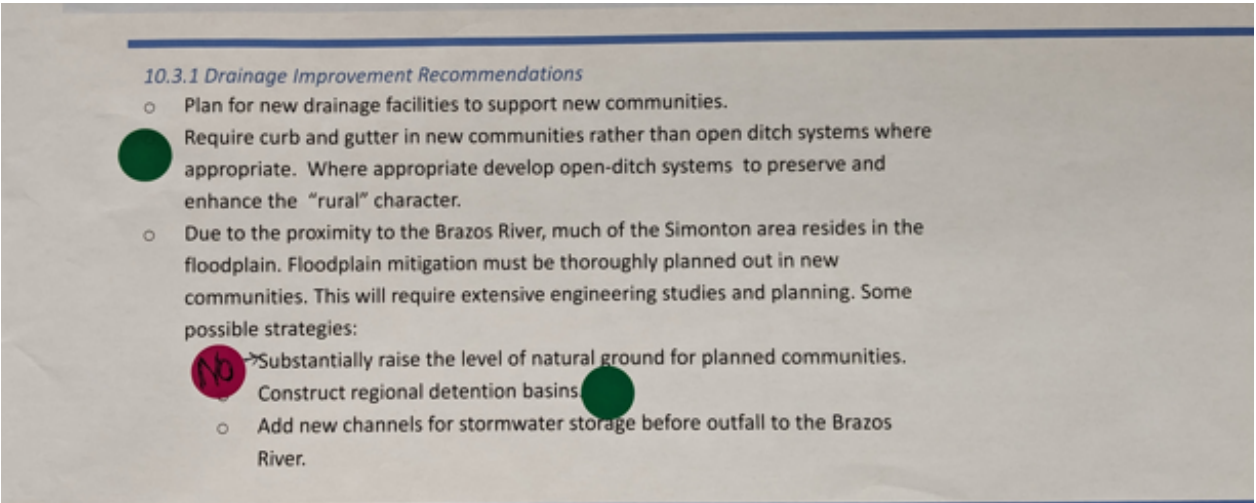 10.3.1 Drainage Improvement Recommendations
o Plan for new drainage facilities to support new communities.
Require curb and gutter in new communities rather than open ditch systems where
appropriate. Where appropriate develop open-ditch systems to preserve and
enhance the “rural” character.
o Due to the proximity to the Brazos River, much of the Simonton area resides in the
floodplain. Floodplain mitigation must be thoroughly planned out in new
communities. This will require extensive engineering studies and planning. Some
possible strategies:
No → Substantially raise the level of natural ground for planned communities.
Construct regional detention basins.
o Add new channels for stormwater storage before outfall to the Brazos
River.